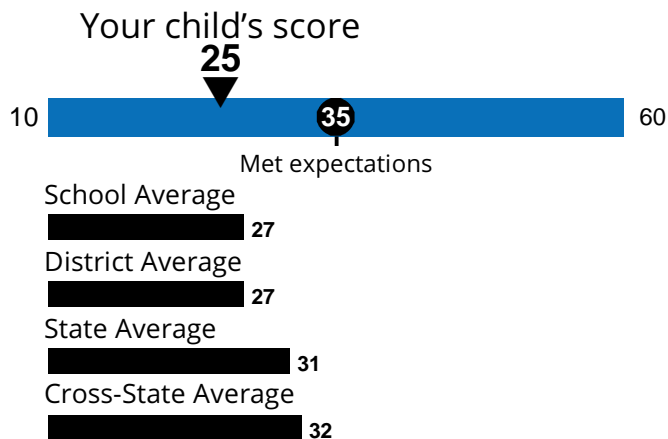 Your child’s score
25
10 35 60
Met expectations
School Average
27
District Average
27
State Average
31
Cross-State Average
32